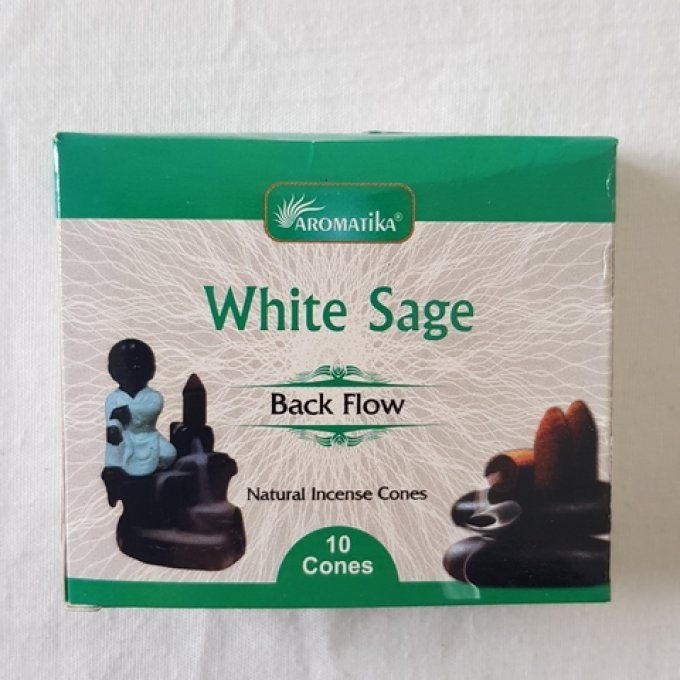 AROMATIKA®
White Sage
Back Flow
Natural Incense Cones
10
Cones